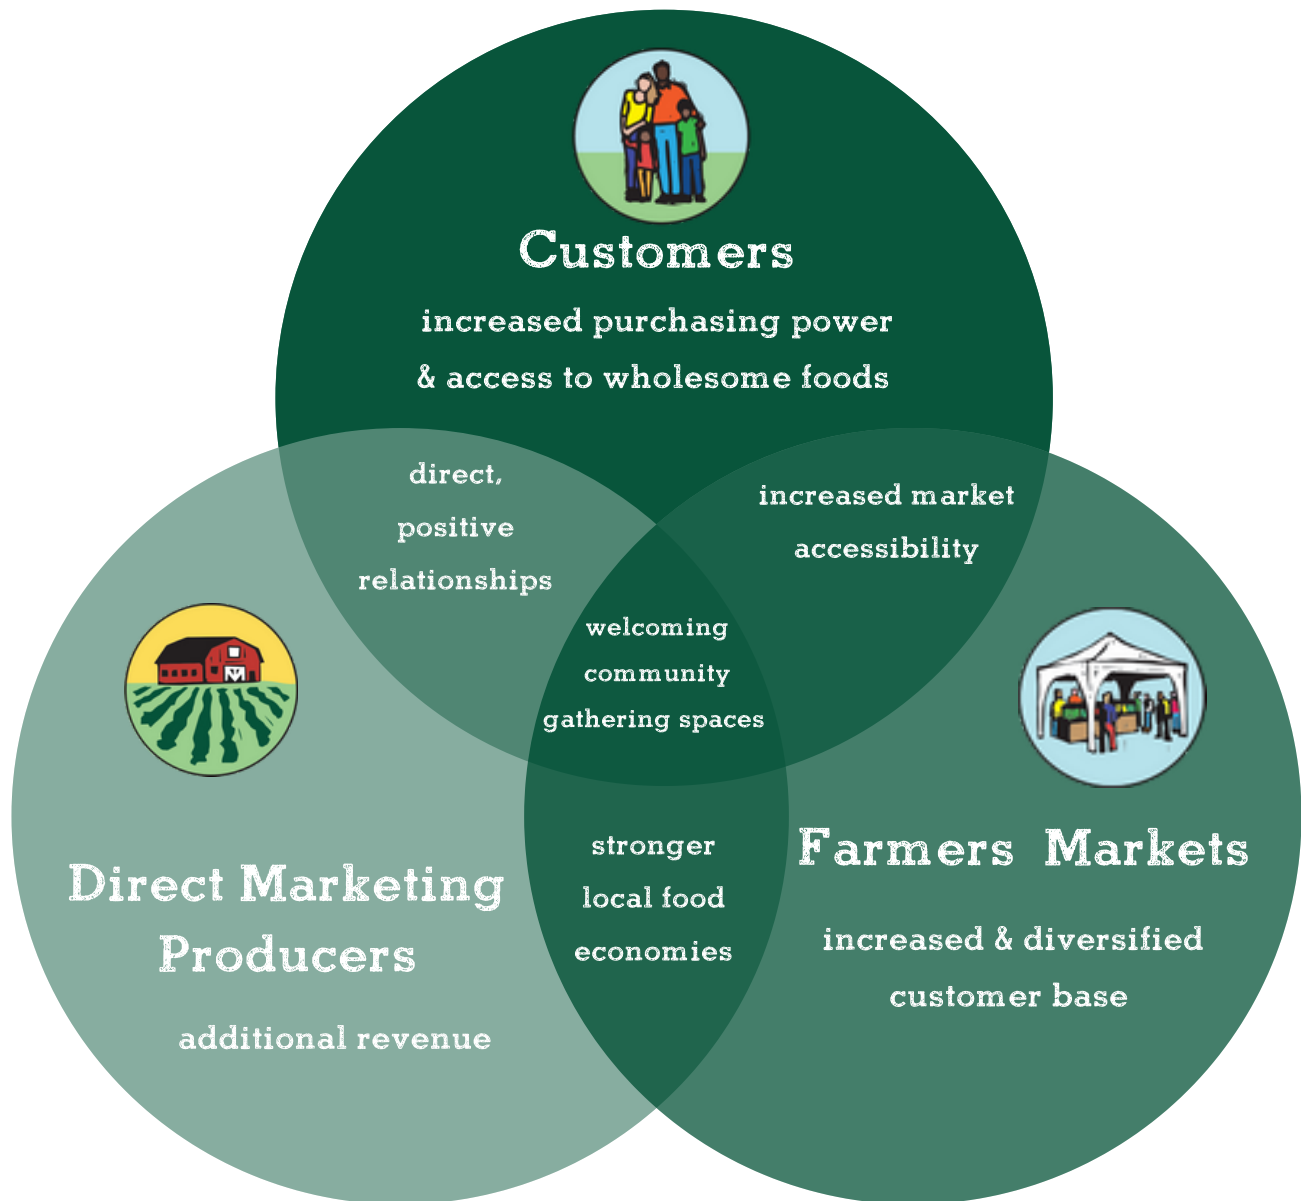 Customers
increased purchasing power
& access to wholesome foods
direct,
positive
relationships
increased market
accessibility
welcoming
community
gathering spaces
Direct Marketing
Producers
additional revenue
stronger
local food
economies
Farmers Markets
increased & diversified
customer base